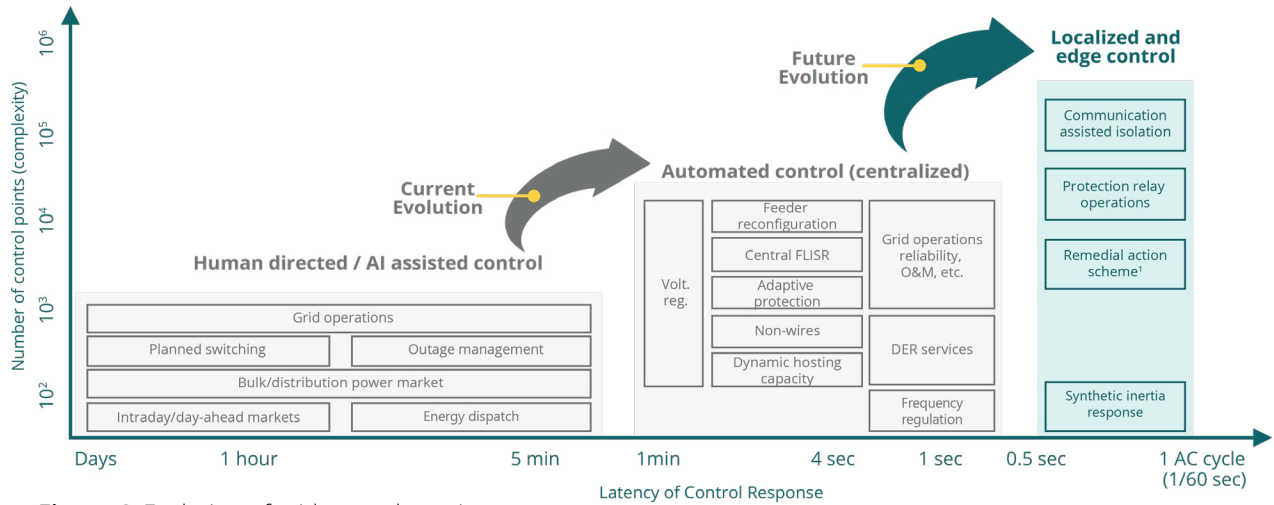 Number of control points (complexity)
10⁶
10⁵
10⁴
10³
10²
Human directed / AI assisted control
Grid operations
Planned switching
Outage management
Bulk/distribution power market
Intraday/day-ahead markets
Energy dispatch
Current
Evolution
Automated control (centralized)
Volt.
reg.
Feeder
reconfiguration
Central FLISR
Adaptive
protection
Non-wires
Dynamic hosting
capacity
Grid operations
reliability,
O&M, etc.
DER services
Frequency
regulation
Future
Evolution
Localized and
edge control
Communication
assisted isolation
Protection relay
operations
Remedial action
scheme¹
Synthetic inertia
response
Days
1 hour
5 min
1min
4 sec
1 sec
0.5 sec
1 AC cycle
(1/60 sec)
Latency of Control Response